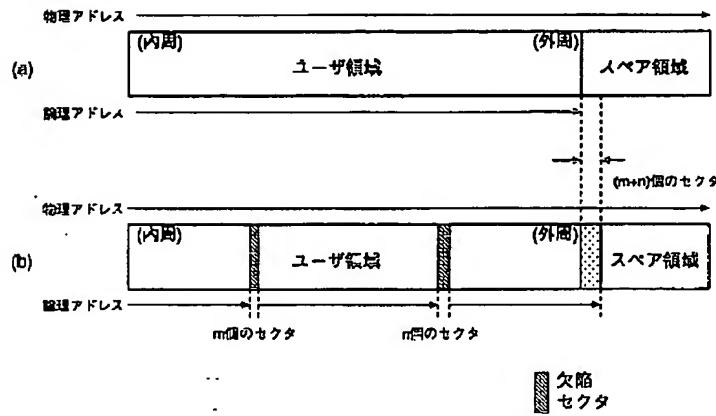 物理アドレス
(a)
(内周)
ユーザ領域
(外周)
スペア領域
論理アドレス
(m+n)個のセクタ
物理アドレス
(b)
(内周)
ユーザ領域
(外周)
スペア領域
論理アドレス
m個のセクタ
m個のセクタ
欠陥
セクタ